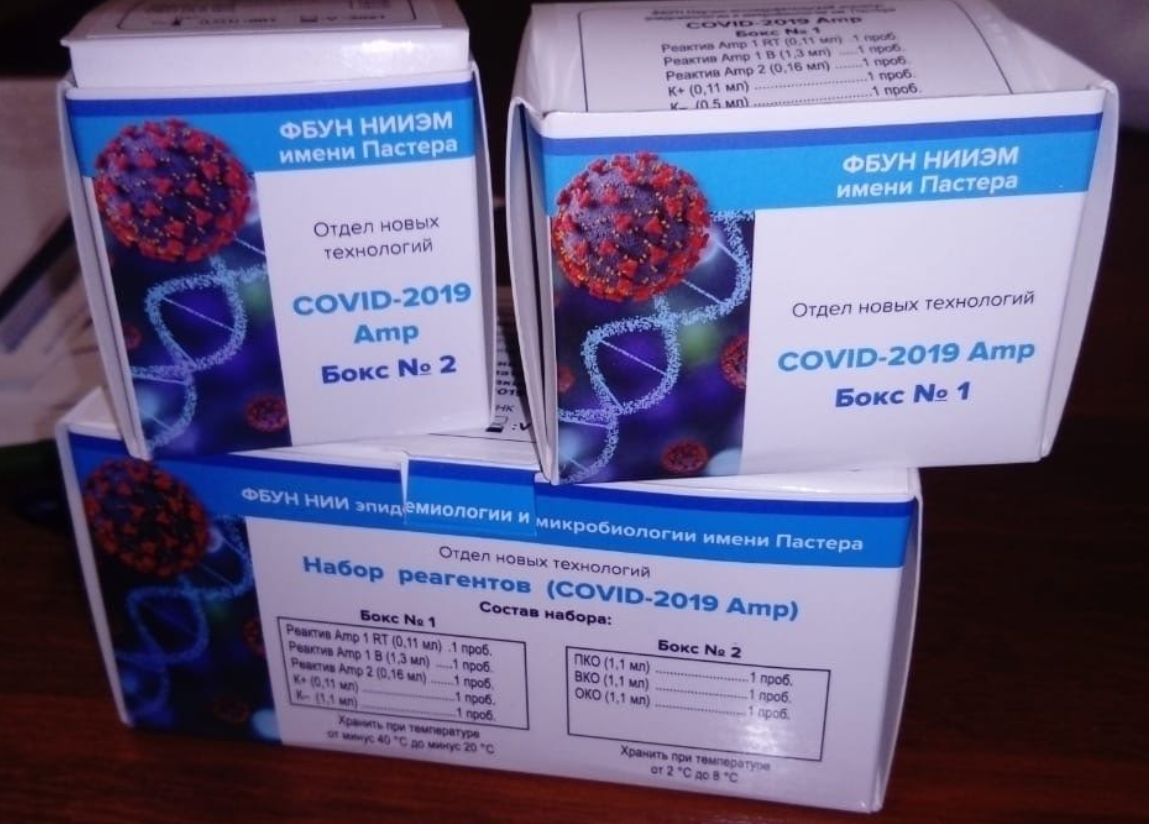 ФБУН НИИЭМ
имени Пастера
Отдел новых
технологий
COVID-2019
Amp
Бокс № 2
COVID-2019 Amp
Бокс № 1
Реактив Amp 1 RT (0,11 мл) .1 проб.
Реактив Amp 1 B (1,3 мл) .....1 проб.
Реактив Amp 2 (0,16 мл) ......1 проб.
К+ (0,11 мл) ..........................1 проб.
К– (0,5 мл) ............................1 проб.
ФБУН НИИЭМ
имени Пастера
Отдел новых технологий
COVID-2019 Amp
Бокс № 1
ФБУН НИИ эпидемиологии и микробиологии имени Пастера
Отдел новых технологий
Набор реагентов (COVID-2019 Amp)
Состав набора:
Бокс № 1
Реактив Amp 1 RT (0,11 мл) .1 проб.
Реактив Amp 1 B (1,3 мл) .....1 проб.
Реактив Amp 2 (0,16 мл) ......1 проб.
К+ (0,11 мл) ..........................1 проб.
К– (1,1 мл) ............................1 проб.
Хранить при температуре
от минус 40 °С до минус 20 °С
Бокс № 2
ПКО (1,1 мл) .........................1 проб.
ВКО (1,1 мл) .........................1 проб.
ОКО (1,1 мл) .........................1 проб.
Хранить при температуре
от 2 °С до 8 °С